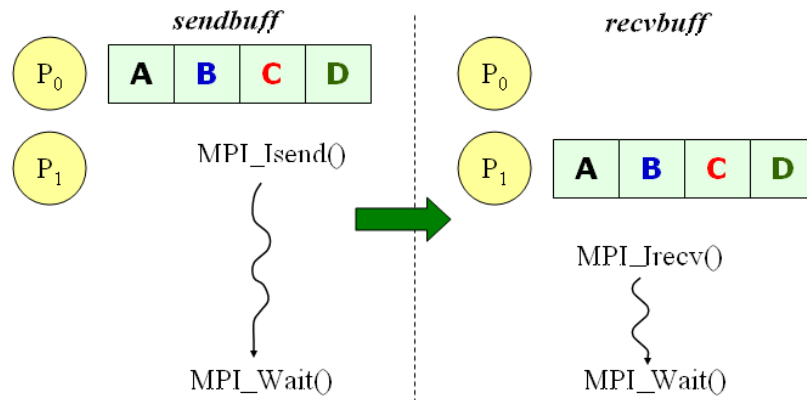 sendbuff
P0 A B C D
P1
MPI_Isend()
MPI_Wait()
recvbuff
P0
P1 A B C D
MPI_Irecv()
MPI_Wait()